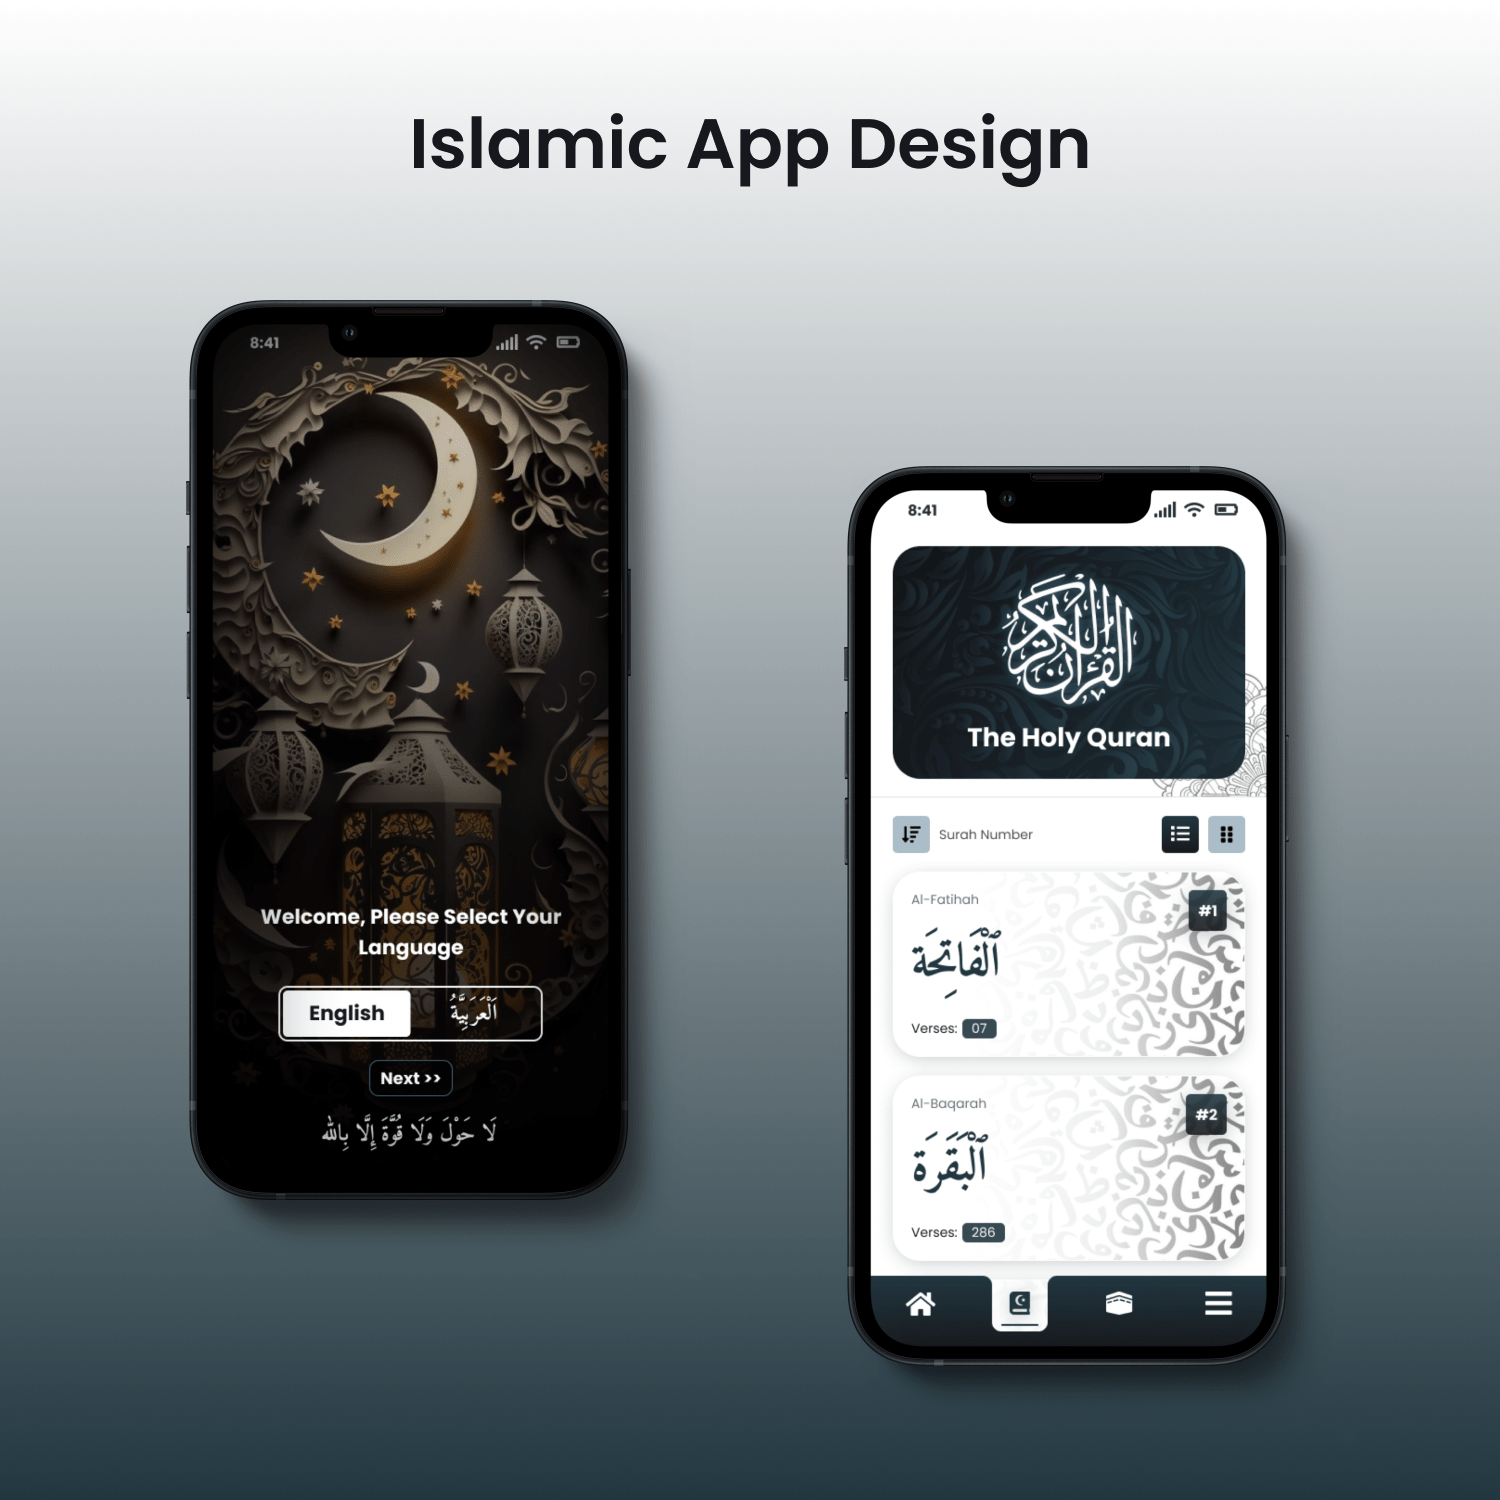 Islamic App Design
8:41
Welcome, Please Select Your
Language
English
اَلْعَرَبِيَّةُ
Next >>
لَا حَوْلَ وَلَا قُوَّةَ إِلَّا بِالله
8:41
القرآن الكريم
The Holy Quran
Surah Number
Al-Fatihah
#1
ٱلْفَاتِحَة
Verses: 07
Al-Baqarah
#2
ٱلْبَقَرَة
Verses: 286